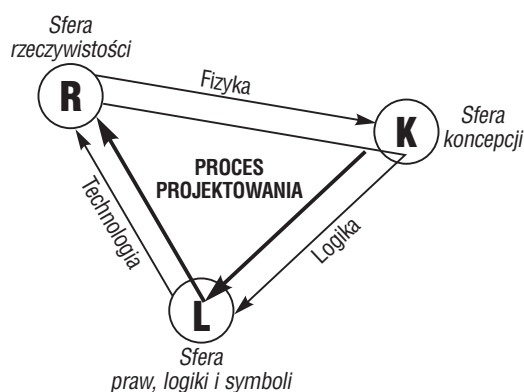 Sfera
rzeczywistości
R
Fizyka
K
Sfera
koncepcji
PROCES
PROJEKTOWANIA
Technologia
Logika
L
Sfera
praw, logiki i symboli